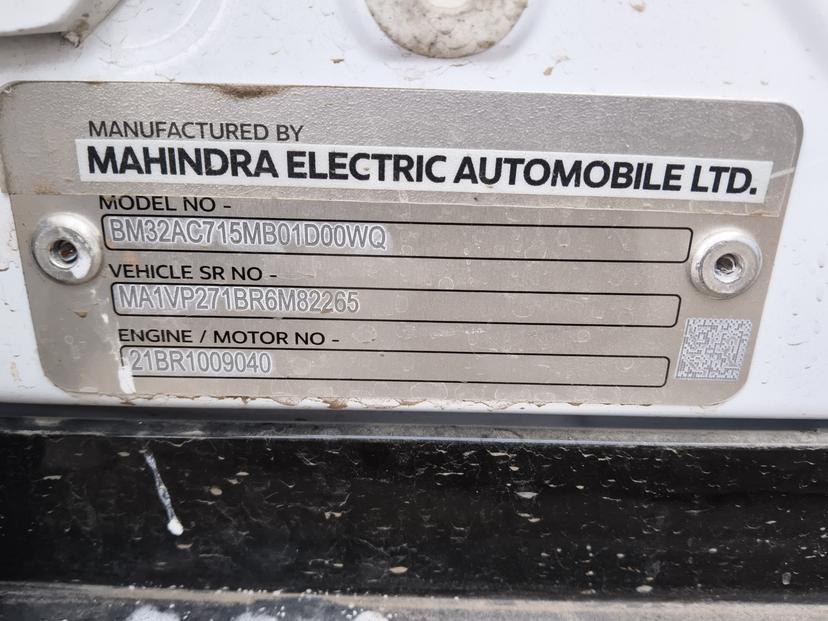 MANUFACTURED BY
MAHINDRA ELECTRIC AUTOMOBILE LTD.
MODEL NO -
BM32AC715MB01D00WQ
VEHICLE SR NO -
MA1VP271BR6M82265
ENGINE / MOTOR NO -
21BR1009040